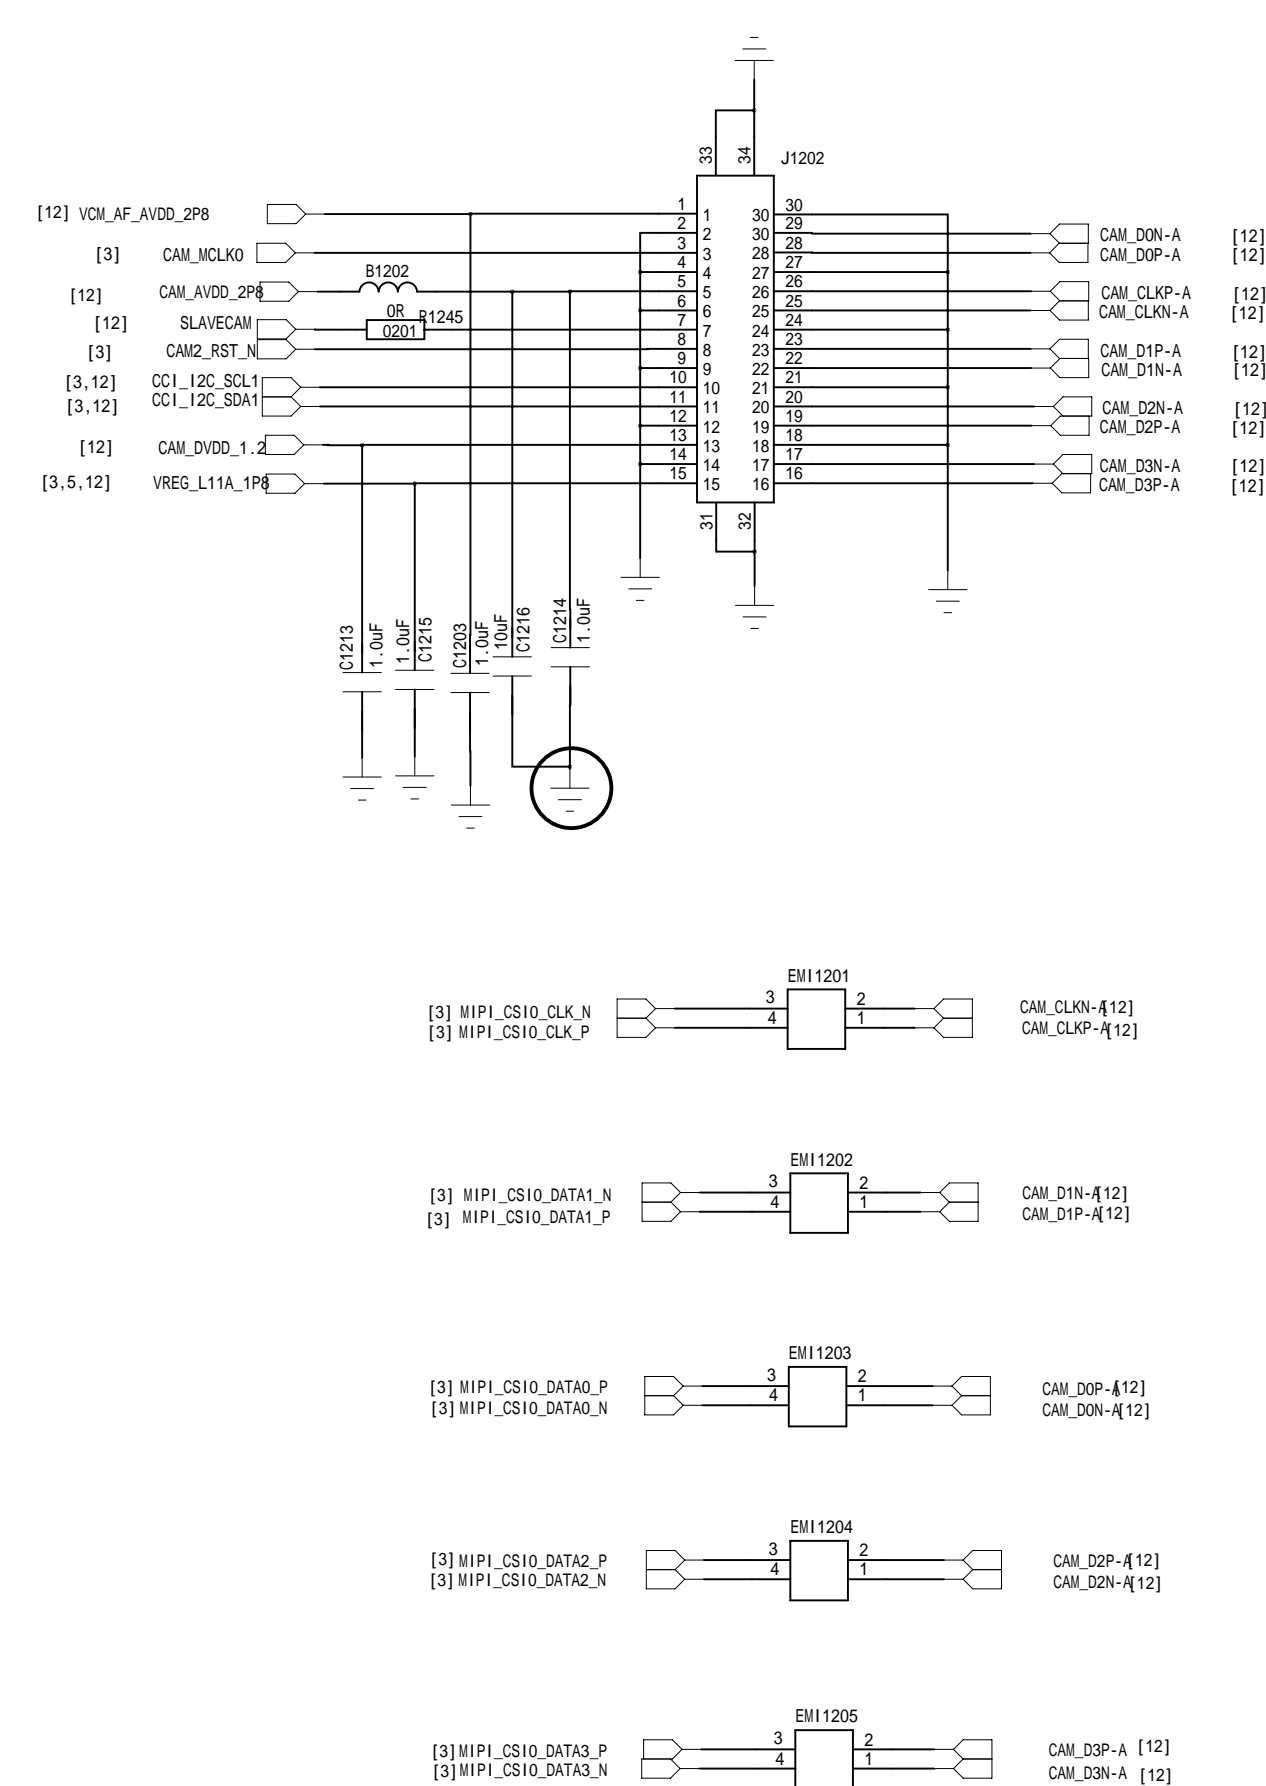 33
34
J1202
[12] VCM_AF_AVDD_2P8
[3] CAM_MCLK0
[12] CAM_AVDD_2P8
B1202
[12] SLAVECAM
0R
0201
R1245
[3] CAM2_RST_N
[3,12] CCI_I2C_SCL1
[3,12] CCI_I2C_SDA1
[12] CAM_DVDD_1.2
[3,5,12] VREG_L11A_1P8
1 1 30 30
2 2 30 29
3 3 28 28
4 4 27 27
5 5 26 26
6 6 25 25
7 7 24 24
8 8 23 23
9 9 22 22
10 10 21 21
11 11 20 20
12 12 19 19
13 13 18 18
14 14 17 17
15 15 16 16
CAM_D0N-A [12]
CAM_D0P-A [12]
CAM_CLKP-A [12]
CAM_CLKN-A [12]
CAM_D1P-A [12]
CAM_D1N-A [12]
CAM_D2N-A [12]
CAM_D2P-A [12]
CAM_D3N-A [12]
CAM_D3P-A [12]
31
32
C1213
1.0uF
1.0uF
C1215
C1203
1.0uF
10uF
C1216
C1214
1.0uF
EMI1201
[3] MIPI_CSI0_CLK_N 3 2 CAM_CLKN-A[12]
[3] MIPI_CSI0_CLK_P 4 1 CAM_CLKP-A[12]
EMI1202
[3] MIPI_CSI0_DATA1_N 3 2 CAM_D1N-A[12]
[3] MIPI_CSI0_DATA1_P 4 1 CAM_D1P-A[12]
EMI1203
[3] MIPI_CSI0_DATA0_P 3 2 CAM_D0P-A[12]
[3] MIPI_CSI0_DATA0_N 4 1 CAM_D0N-A[12]
EMI1204
[3] MIPI_CSI0_DATA2_P 3 2 CAM_D2P-A[12]
[3] MIPI_CSI0_DATA2_N 4 1 CAM_D2N-A[12]
EMI1205
[3] MIPI_CSI0_DATA3_P 3 2 CAM_D3P-A [12]
[3] MIPI_CSI0_DATA3_N 4 1 CAM_D3N-A [12]